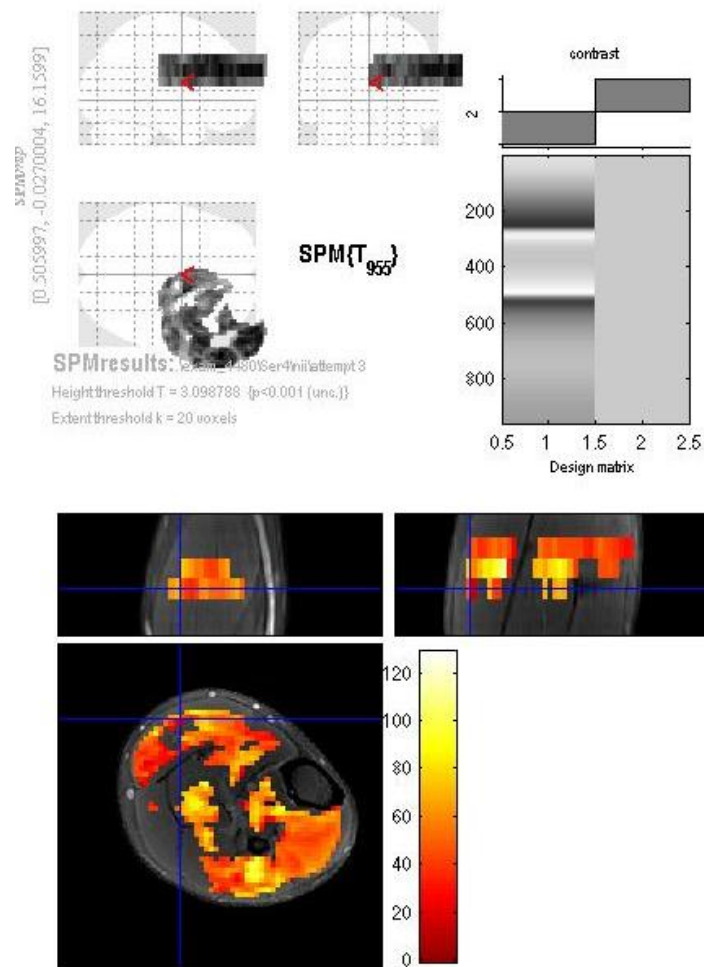 contrast
2
SPMmip
[0.505997, -0.0270004, 16.1599]
SPM{T955}
200
400
600
800
0.5 1 1.5 2 2.5
Design matrix
SPMresults:
Height threshold T = 3.098788 {p<0.001 (unc.)}
Extent threshold k = 20 voxels
120
100
80
60
40
20
0